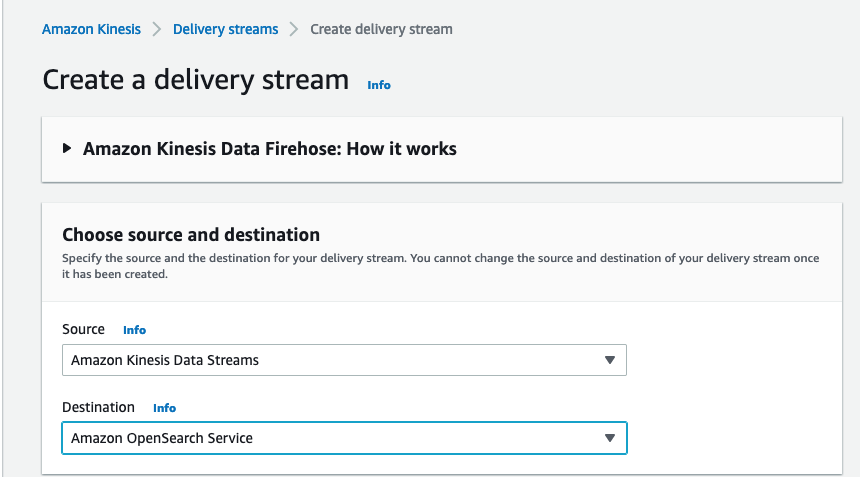 Amazon Kinesis > Delivery streams > Create delivery stream
Create a delivery stream Info
Amazon Kinesis Data Firehose: How it works
Choose source and destination
Specify the source and the destination for your delivery stream. You cannot change the source and destination of your delivery stream once
it has been created.
Source Info
Amazon Kinesis Data Streams
Destination Info
Amazon OpenSearch Service